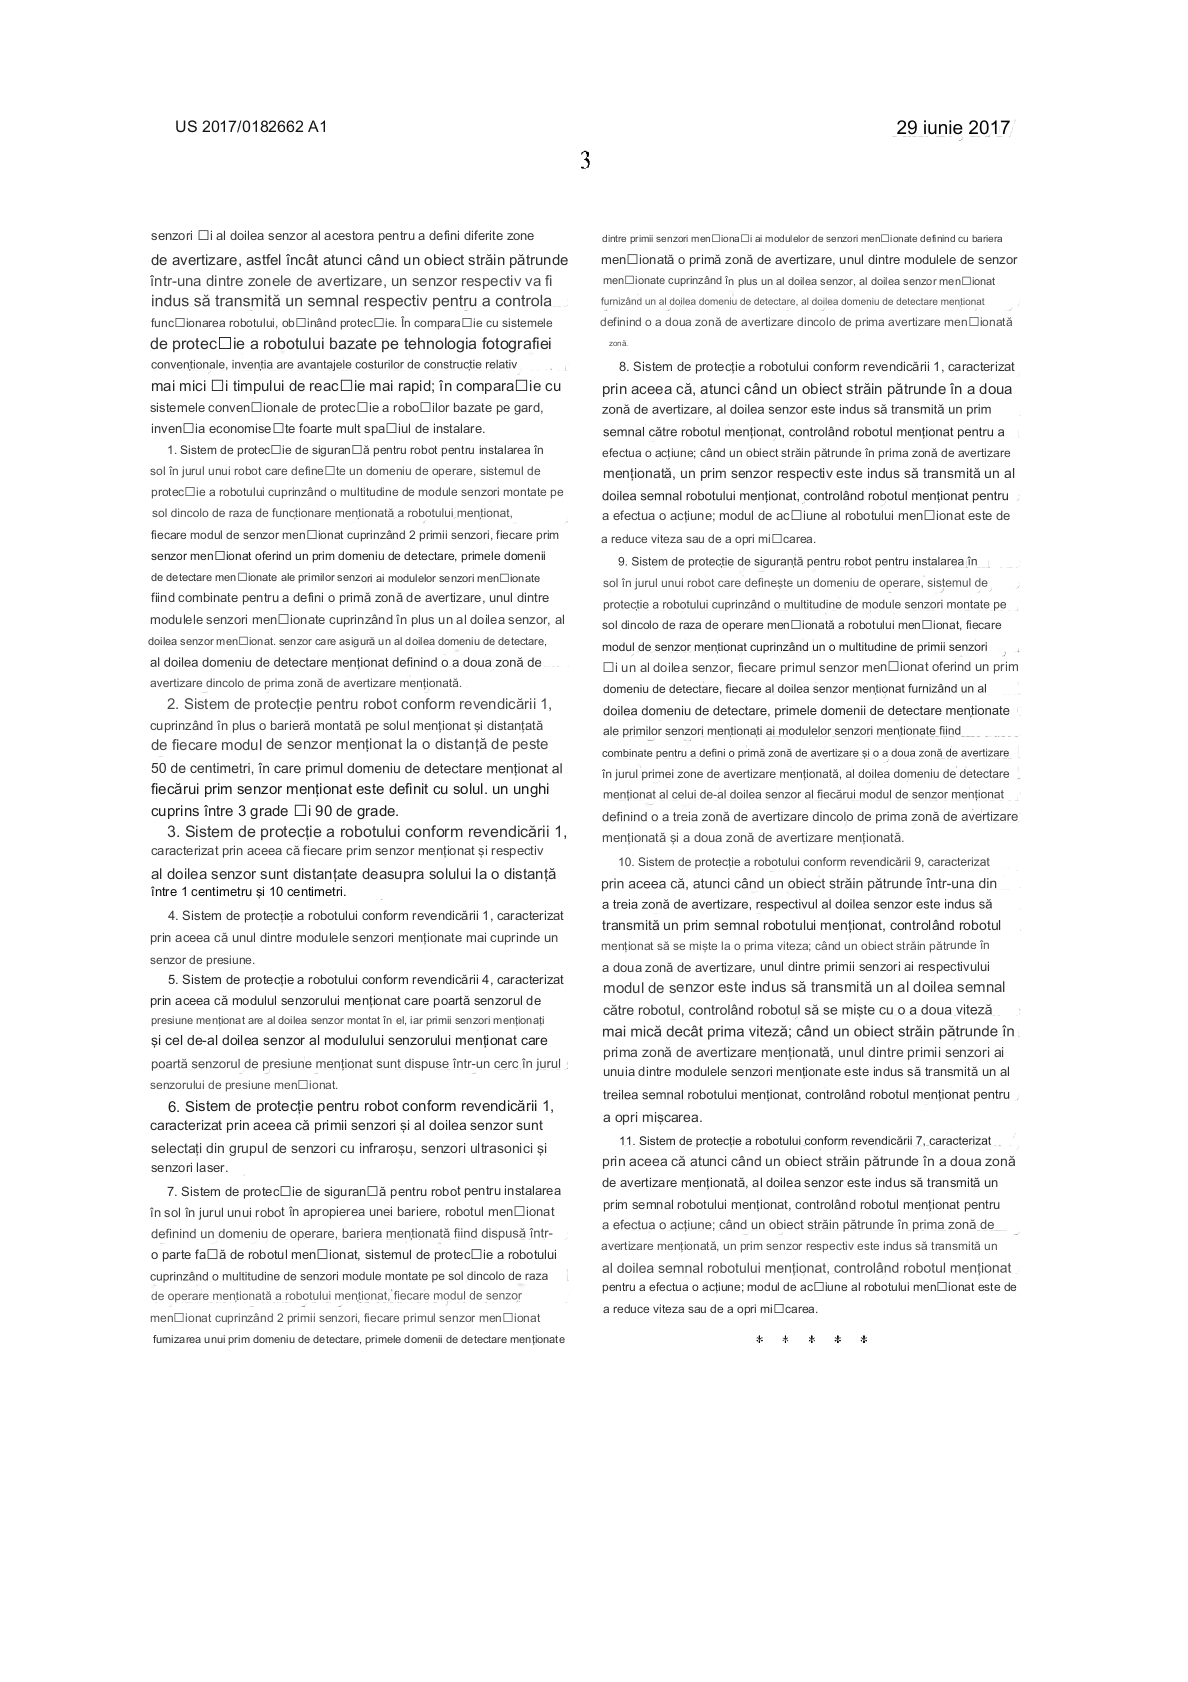 US 2017/0182662 A1
29 iunie 2017
3
senzori □i al doilea senzor al acestora pentru a defini diferite zone
de avertizare, astfel încât atunci când un obiect străin pătrunde
într-una dintre zonele de avertizare, un senzor respectiv va fi
indus să transmită un semnal respectiv pentru a controla
func□ionarea robotului, ob□inând protec□ie. În compara□ie cu sistemele
de protec□ie a robotului bazate pe tehnologia fotografiei
convenționale, invenția are avantajele costurilor de construcție relativ
mai mici □i timpului de reac□ie mai rapid; în compara□ie cu
sistemele conven□ionale de protec□ie a robo□ilor bazate pe gard,
inven□ia economise□te foarte mult spa□iul de instalare.
1. Sistem de protec□ie de siguran□ă pentru robot pentru instalarea în
sol în jurul unui robot care define□te un domeniu de operare, sistemul de
protec□ie a robotului cuprinzând o multitudine de module senzori montate pe
sol dincolo de raza de funcționare menționată a robotului menționat,
fiecare modul de senzor men□ionat cuprinzând 2 primii senzori, fiecare prim
senzor men□ionat oferind un prim domeniu de detectare, primele domenii
de detectare men□ionate ale primilor senzori ai modulelor senzori men□ionate
fiind combinate pentru a defini o primă zonă de avertizare, unul dintre
modulele senzori men□ionate cuprinzând în plus un al doilea senzor, al
doilea senzor men□ionat. senzor care asigură un al doilea domeniu de detectare,
al doilea domeniu de detectare menționat definind o a doua zonă de
avertizare dincolo de prima zonă de avertizare menționată.
2. Sistem de protecție pentru robot conform revendicării 1,
cuprinzând în plus o barieră montată pe solul menționat și distanțată
de fiecare modul de senzor menționat la o distanță de peste
50 de centimetri, în care primul domeniu de detectare menționat al
fiecărui prim senzor menționat este definit cu solul. un unghi
cuprins între 3 grade □i 90 de grade.
3. Sistem de protecție a robotului conform revendicării 1,
caracterizat prin aceea că fiecare prim senzor menționat și respectiv
al doilea senzor sunt distanțate deasupra solului la o distanță
între 1 centimetru și 10 centimetri.
4. Sistem de protecție a robotului conform revendicării 1, caracterizat
prin aceea că unul dintre modulele senzori menționate mai cuprinde un
senzor de presiune.
5. Sistem de protecție a robotului conform revendicării 4, caracterizat
prin aceea că modulul senzorului menționat care poartă senzorul de
presiune menționat are al doilea senzor montat în el, iar primii senzori menționați
și cel de-al doilea senzor al modulului senzorului menționat care
poartă senzorul de presiune menționat sunt dispuse într-un cerc în jurul
senzorului de presiune men□ionat.
6. Sistem de protecție pentru robot conform revendicării 1,
caracterizat prin aceea că primii senzori și al doilea senzor sunt
selectați din grupul de senzori cu infraroșu, senzori ultrasonici și
senzori laser.
7. Sistem de protec□ie de siguran□ă pentru robot pentru instalarea
în sol în jurul unui robot în apropierea unei bariere, robotul men□ionat
definind un domeniu de operare, bariera menționată fiind dispusă într-
o parte fa□ă de robotul men□ionat, sistemul de protec□ie a robotului
cuprinzând o multitudine de senzori module montate pe sol dincolo de raza
de operare menționată a robotului menționat, fiecare modul de senzor
men□ionat cuprinzând 2 primii senzori, fiecare primul senzor men□ionat
furnizarea unui prim domeniu de detectare, primele domenii de detectare menționate
dintre primii senzori men□iona□i ai modulelor de senzori men□ionate definind cu bariera
men□ionată o primă zonă de avertizare, unul dintre modulele de senzor
men□ionate cuprinzând în plus un al doilea senzor, al doilea senzor men□ionat
furnizând un al doilea domeniu de detectare, al doilea domeniu de detectare menționat
definind o a doua zonă de avertizare dincolo de prima avertizare men□ionată
zonă.
8. Sistem de protecție a robotului conform revendicării 1, caracterizat
prin aceea că, atunci când un obiect străin pătrunde în a doua
zonă de avertizare, al doilea senzor este indus să transmită un prim
semnal către robotul menționat, controlând robotul menționat pentru a
efectua o acțiune; când un obiect străin pătrunde în prima zonă de avertizare
menționată, un prim senzor respectiv este indus să transmită un al
doilea semnal robotului menționat, controlând robotul menționat pentru
a efectua o acțiune; modul de ac□iune al robotului men□ionat este de
a reduce viteza sau de a opri mi□carea.
9. Sistem de protecție de siguranță pentru robot pentru instalarea în
sol în jurul unui robot care definește un domeniu de operare, sistemul de
protecție a robotului cuprinzând o multitudine de module senzori montate pe
sol dincolo de raza de operare men□ionată a robotului men□ionat, fiecare
modul de senzor menționat cuprinzând un o multitudine de primii senzori
□i un al doilea senzor, fiecare primul senzor men□ionat oferind un prim
domeniu de detectare, fiecare al doilea senzor menționat furnizând un al
doilea domeniu de detectare, primele domenii de detectare menționate
ale primilor senzori menționați ai modulelor senzori menționate fiind
combinate pentru a defini o primă zonă de avertizare și o a doua zonă de avertizare
în jurul primei zone de avertizare menționată, al doilea domeniu de detectare
menționat al celui de-al doilea senzor al fiecărui modul de senzor menționat
definind o a treia zonă de avertizare dincolo de prima zonă de avertizare
menționată și a doua zonă de avertizare menționată.
10. Sistem de protecție a robotului conform revendicării 9, caracterizat
prin aceea că, atunci când un obiect străin pătrunde într-una din
a treia zonă de avertizare, respectivul al doilea senzor este indus să
transmită un prim semnal robotului menționat, controlând robotul
menționat să se miște la o prima viteza; când un obiect străin pătrunde în
a doua zonă de avertizare, unul dintre primii senzori ai respectivului
modul de senzor este indus să transmită un al doilea semnal
către robotul, controlând robotul să se miște cu o a doua viteză
mai mică decât prima viteză; când un obiect străin pătrunde în
prima zonă de avertizare menționată, unul dintre primii senzori ai
unuia dintre modulele senzori menționate este indus să transmită un al
treilea semnal robotului menționat, controlând robotul menționat pentru
a opri mișcarea.
11. Sistem de protecție a robotului conform revendicării 7, caracterizat
prin aceea că atunci când un obiect străin pătrunde în a doua zonă
de avertizare menționată, al doilea senzor este indus să transmită un
prim semnal robotului menționat, controlând robotul menționat pentru
a efectua o acțiune; când un obiect străin pătrunde în prima zonă de
avertizare menționată, un prim senzor respectiv este indus să transmită un
al doilea semnal robotului menționat, controlând robotul menționat
pentru a efectua o acțiune; modul de ac□iune al robotului men□ionat este de
a reduce viteza sau de a opri mi□carea.
* * * * *